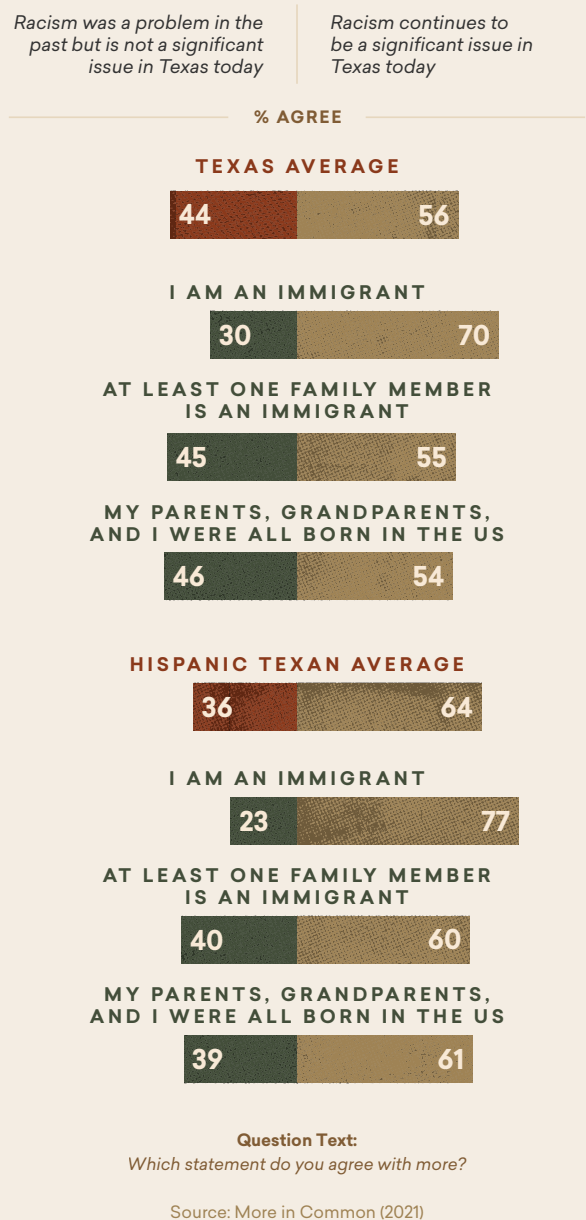 Racism was a problem in the
past but is not a significant
issue in Texas today
Racism continues to
be a significant issue in
Texas today
% AGREE
TEXAS AVERAGE
44
56
I AM AN IMMIGRANT
30
70
AT LEAST ONE FAMILY MEMBER
IS AN IMMIGRANT
45
55
MY PARENTS, GRANDPARENTS,
AND I WERE ALL BORN IN THE US
46
54
HISPANIC TEXAN AVERAGE
36
64
I AM AN IMMIGRANT
23
77
AT LEAST ONE FAMILY MEMBER
IS AN IMMIGRANT
40
60
MY PARENTS, GRANDPARENTS,
AND I WERE ALL BORN IN THE US
39
61
Question Text:
Which statement do you agree with more?
Source: More in Common (2021)